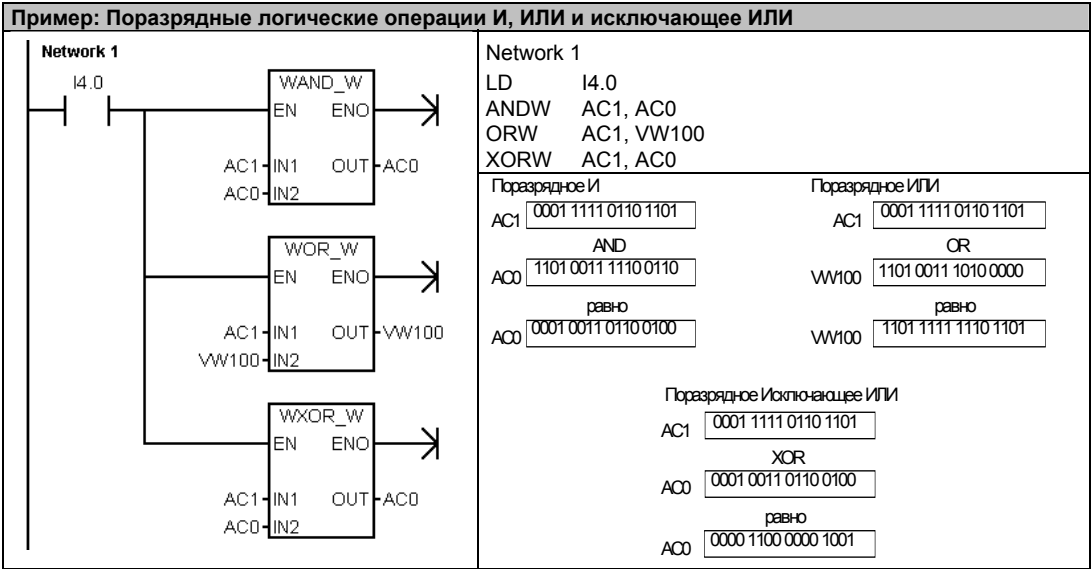 Пример: Поразрядные логические операции И, ИЛИ и исключающее ИЛИ
Network 1
I4.0
WAND_W
EN ENO
AC1 IN1 OUT AC0
AC0 IN2
WOR_W
EN ENO
AC1 IN1 OUT VW100
VW100 IN2
WXOR_W
EN ENO
AC1 IN1 OUT AC0
AC0 IN2
Network 1
LD I4.0
ANDW AC1, AC0
ORW AC1, VW100
XORW AC1, AC0
Поразрядное И
AC1 0001 1111 0110 1101
AND
AC0 1101 0011 1110 0110
равно
AC0 0001 0011 0110 0100
Поразрядное ИЛИ
AC1 0001 1111 0110 1101
OR
VW100 1101 0011 1010 0000
равно
VW100 1101 1111 1110 1101
Поразрядное Исключающее ИЛИ
AC1 0001 1111 0110 1101
XOR
AC0 0001 0011 0110 0100
равно
AC0 0000 1100 0000 1001